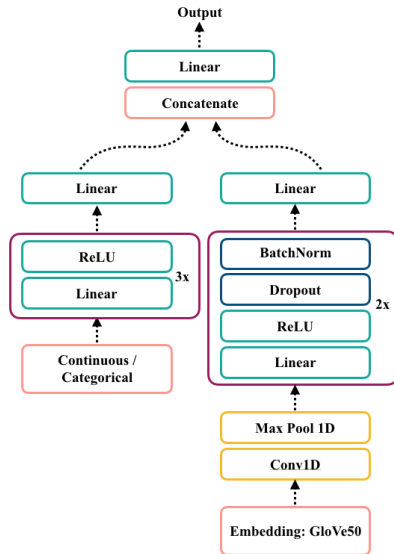 Output
Linear
Concatenate
Linear
Linear
ReLU
Linear
3x
BatchNorm
Dropout
ReLU
Linear
2x
Continuous /
Categorical
Max Pool 1D
Conv1D
Embedding: GloVe50